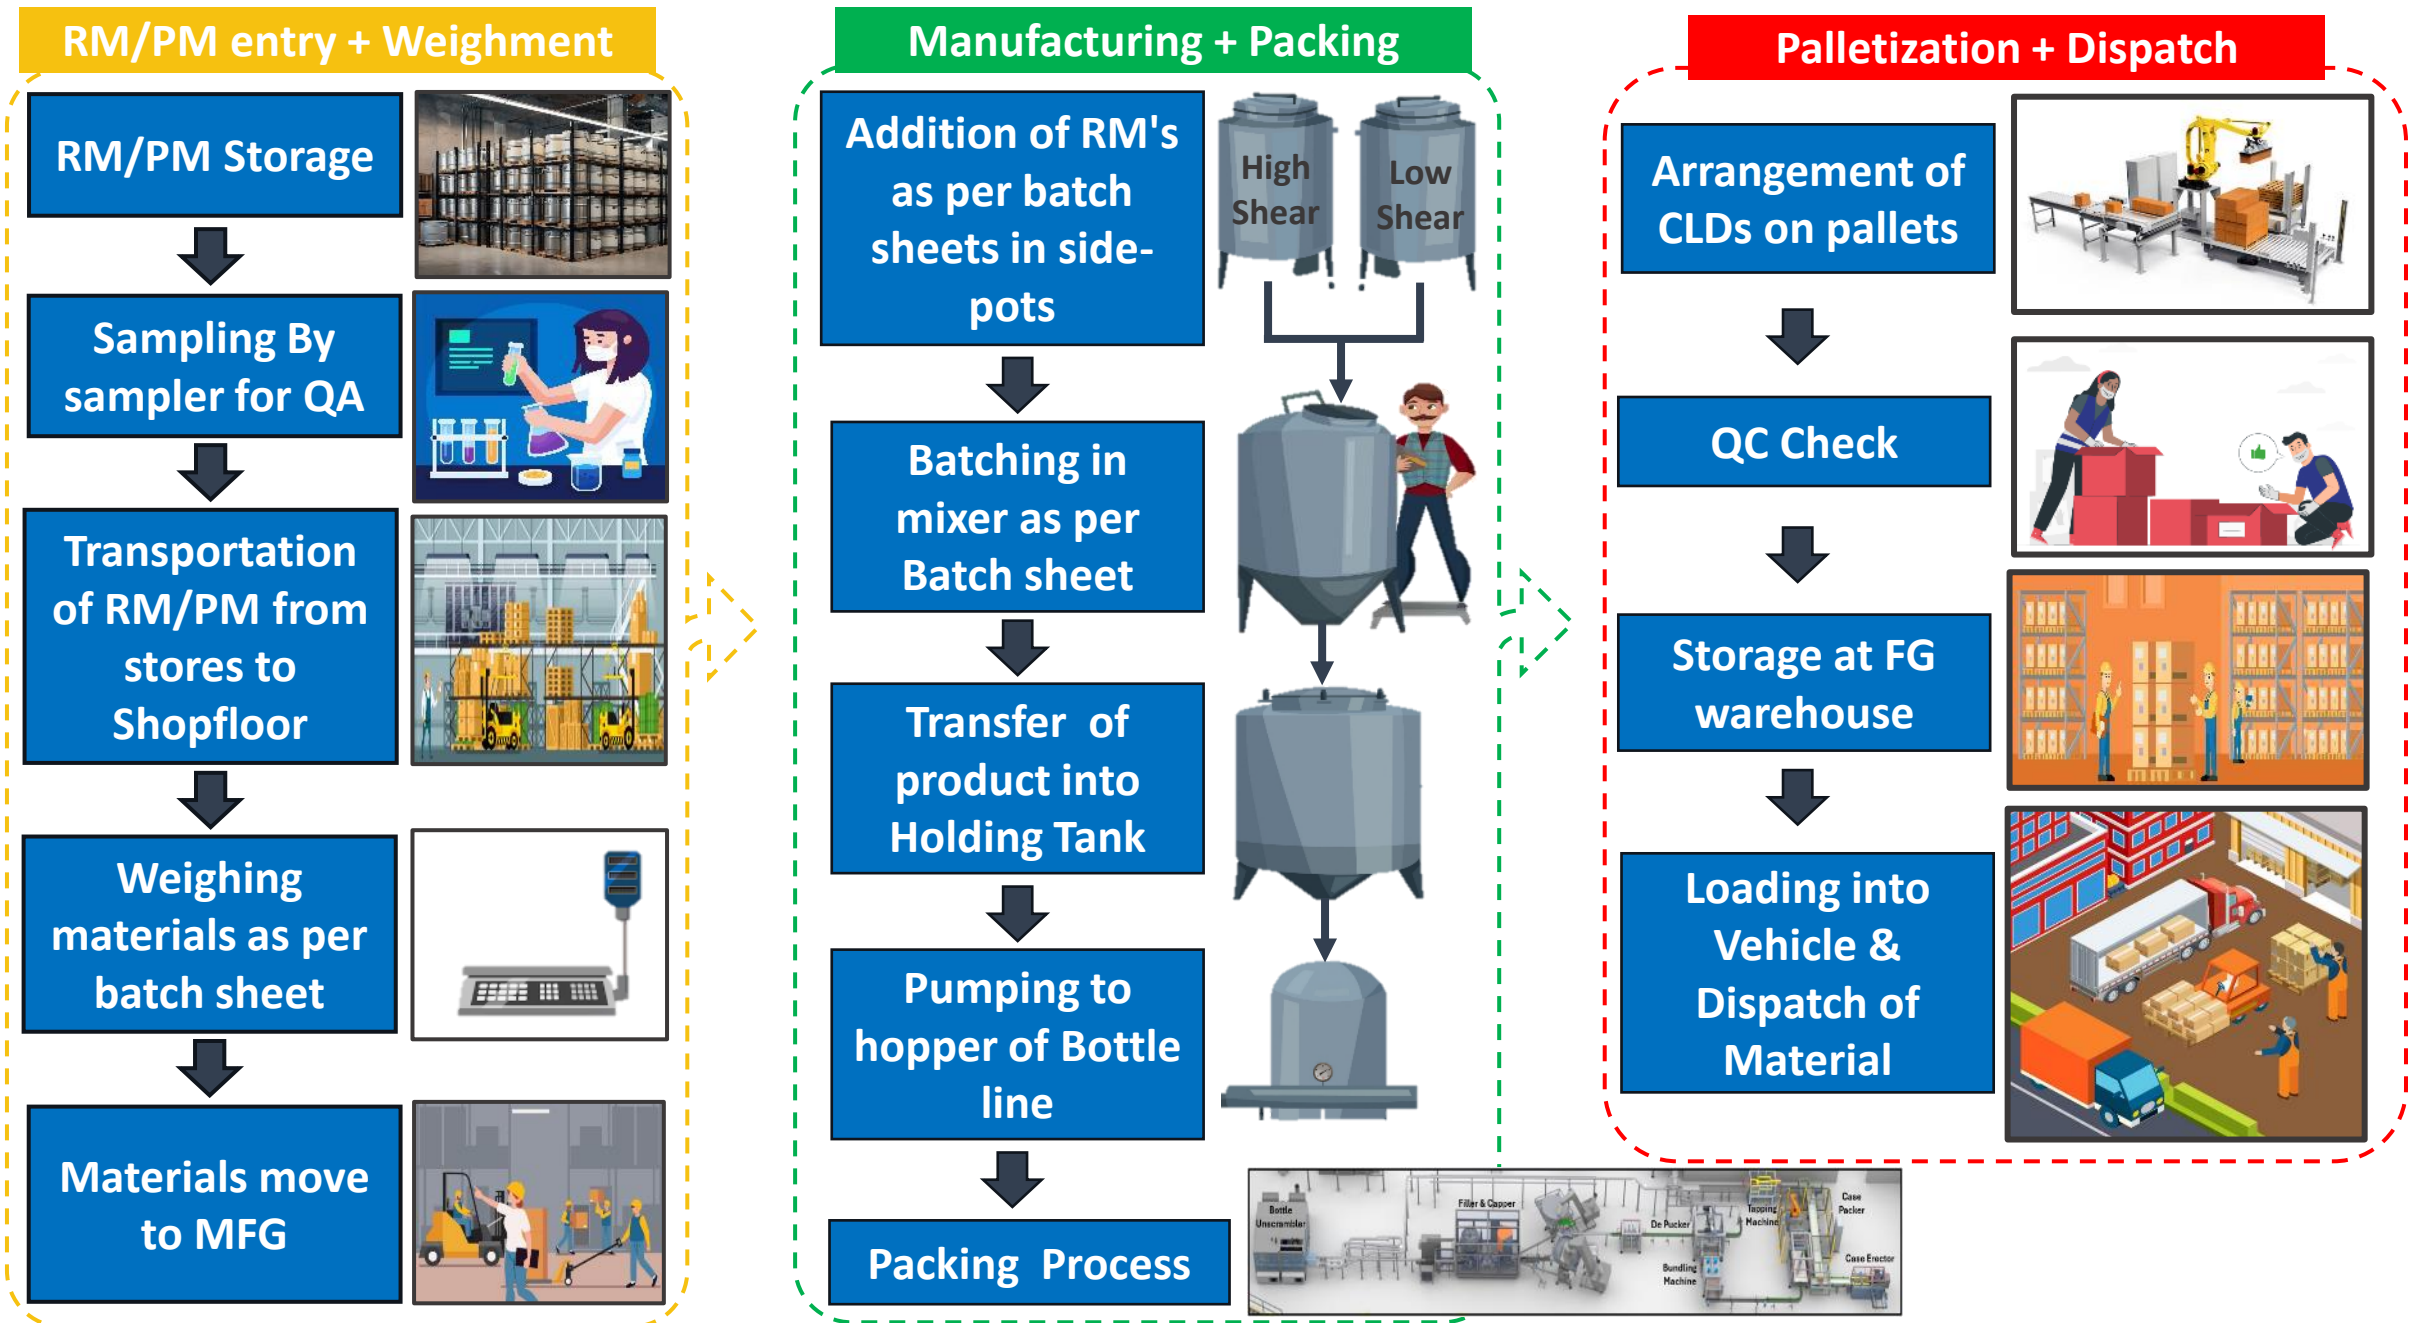 RM/PM entry + Weighment
RM/PM Storage
Sampling By
sampler for QA
Transportation
of RM/PM from
stores to
Shopfloor
Weighing
materials as per
batch sheet
Materials move
to MFG
Manufacturing + Packing
Addition of RM's
as per batch
sheets in side-
pots
High
Shear
Low
Shear
Batching in
mixer as per
Batch sheet
Transfer of
product into
Holding Tank
Pumping to
hopper of Bottle
line
Packing Process
Bottle
Unscrambler
Filler & Capper
De Pucker
Bundling
Machine
Tapping
Machine
Case
Packer
Case Erector
Palletization + Dispatch
Arrangement of
CLDs on pallets
QC Check
Storage at FG
warehouse
Loading into
Vehicle &
Dispatch of
Material